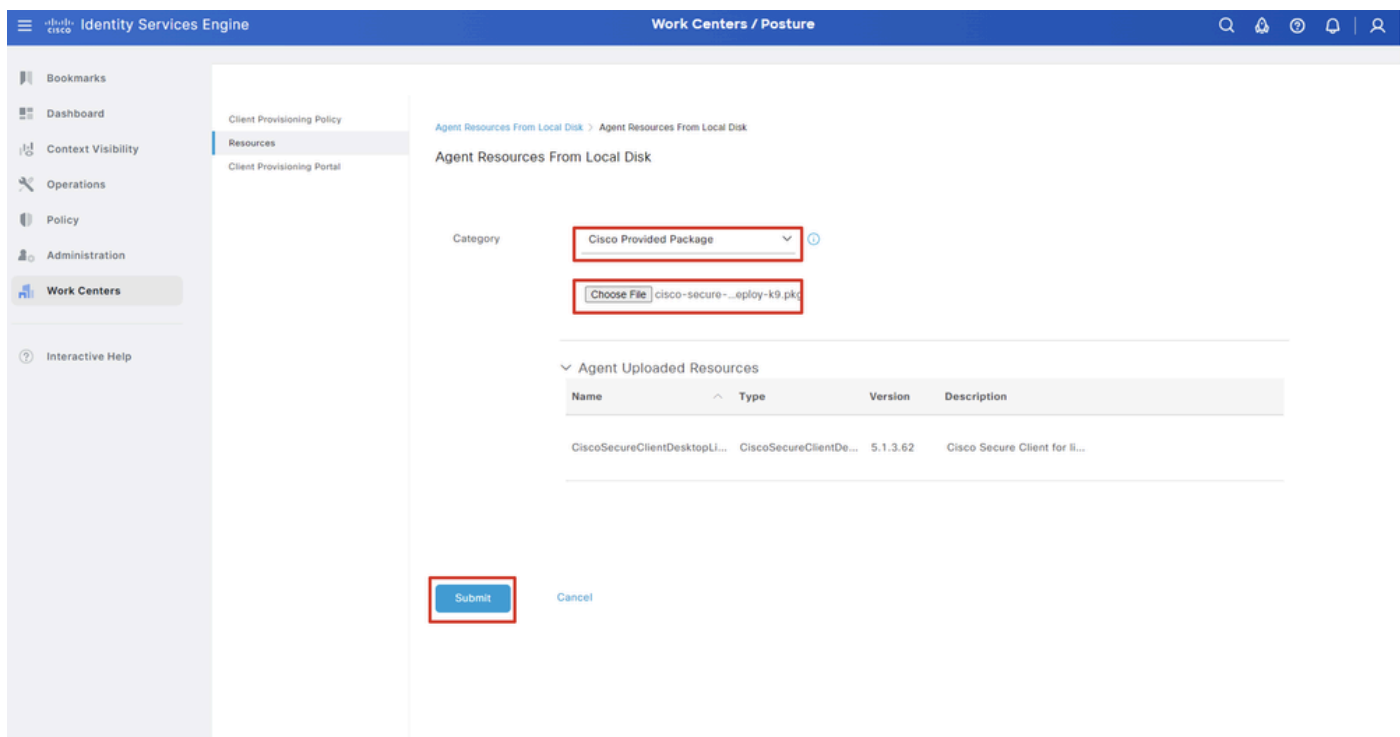 cisco Identity Services Engine
Work Centers / Posture
Bookmarks
Dashboard
Context Visibility
Operations
Policy
Administration
Work Centers
Interactive Help
Client Provisioning Policy
Resources
Client Provisioning Portal
Agent Resources From Local Disk > Agent Resources From Local Disk
Agent Resources From Local Disk
Category
Cisco Provided Package
Choose File cisco-secure-...eploy-k9.pkg
Agent Uploaded Resources
Name Type Version Description
CiscoSecureClientDesktopLi... CiscoSecureClientDe... 5.1.3.62 Cisco Secure Client for li...
Submit Cancel